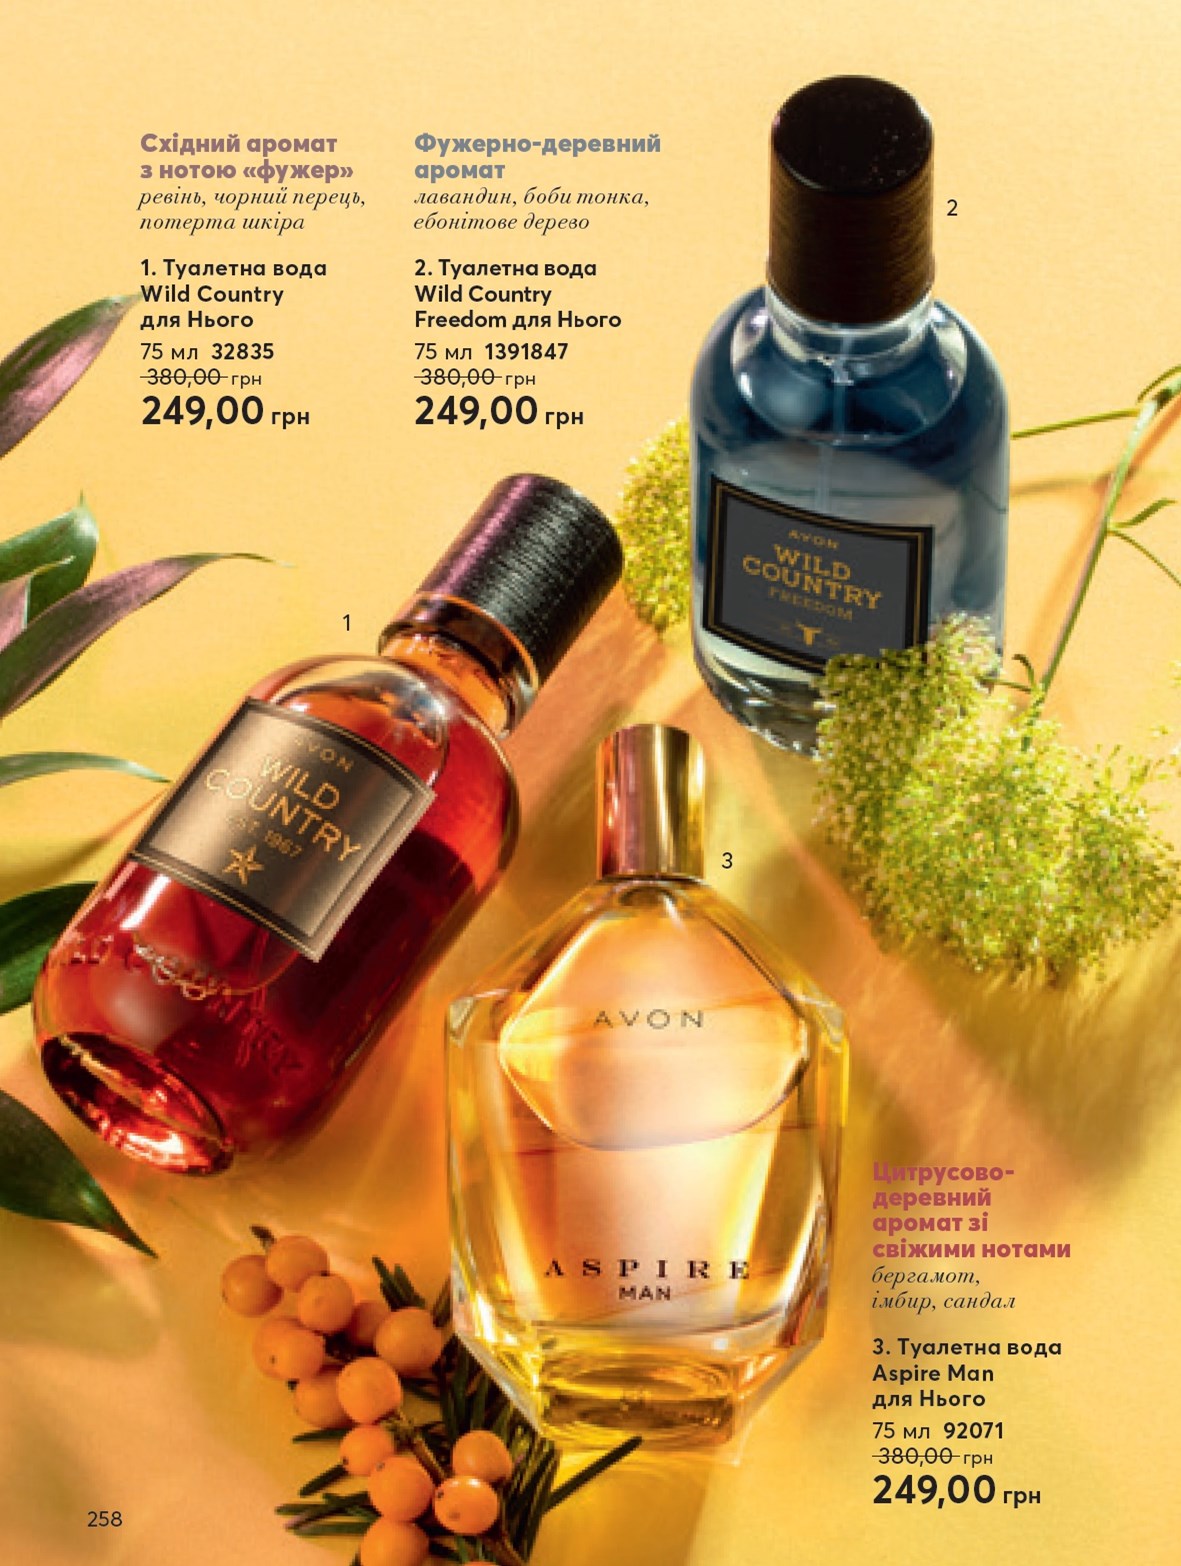 Східний аромат
з нотою «фужер»
ревінь, чорний перець,
потерта шкіра
1. Туалетна вода
Wild Country
для Нього
75 мл 32835
380,00 грн
249,00 грн
Фужерно-деревний
аромат
лавандин, боби тонка,
ебонітове дерево
2. Туалетна вода
Wild Country
Freedom для Нього
75 мл 1391847
380,00 грн
249,00 грн
2
AVON
WILD
COUNTRY
FREEDOM
1
AVON
WILD
COUNTRY
EST. 1967
3
AVON
ASPIRE
MAN
Цитрусово-
деревний
аромат зі
свіжими нотами
бергамот,
імбир, сандал
3. Туалетна вода
Aspire Man
для Нього
75 мл 92071
380,00 грн
249,00 грн
258